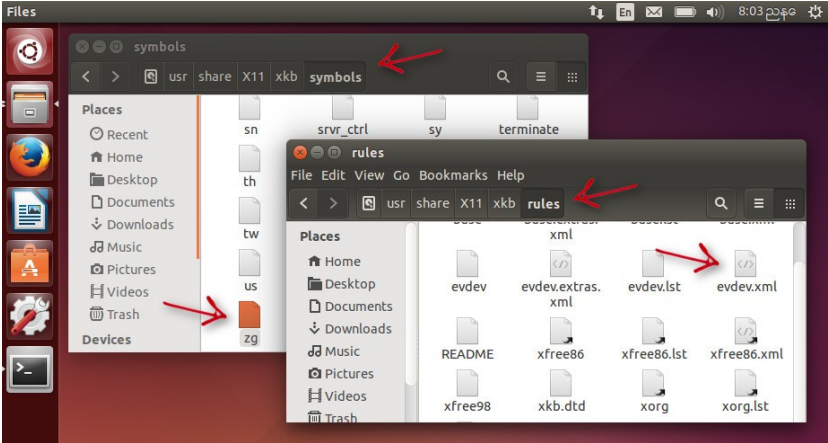 Files
En
8:03 ညနေ
symbols
usr share X11 xkb symbols
Places
Recent
Home
Desktop
Documents
Downloads
Music
Pictures
Videos
Trash
Devices
sn srvr_ctrl sy terminate
th
tw
us
zg
rules
File Edit View Go Bookmarks Help
usr share X11 xkb rules
Places
Home
Desktop
Documents
Downloads
Music
Pictures
Videos
Trash
xml
evdev evdev.extras.xml evdev.lst evdev.xml
README xfree86 xfree86.lst xfree86.xml
xfree98 xkb.dtd xorg xorg.lst